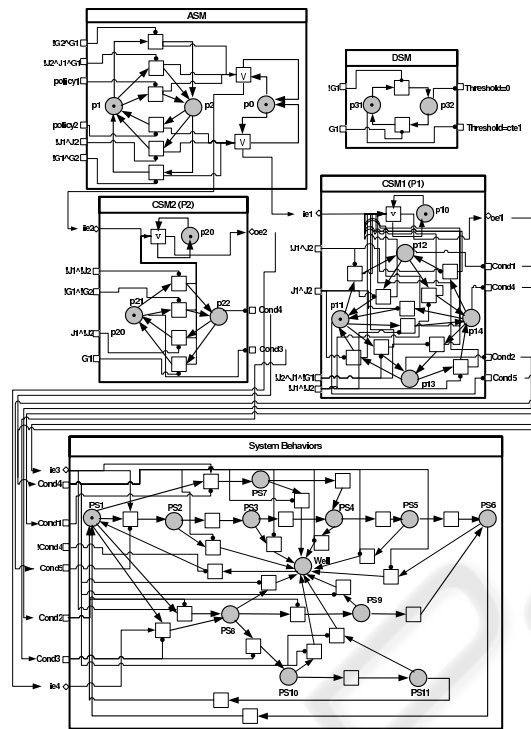 ASM
!G2^G1
!J2^J1^G1
policy1
p1
p2
p0
V
policy2
!J1^J2
!G1^G2
V
DSM
!G1
p31
p32
Threshold=0
G1
Threshold=cte1
CSM2 (P2)
ie2
V
p20
oe2
!J1^J2
!G1^!G2
p21
p22
Cond4
p20
J1^!J2
Cond3
G1
CSM1 (P1)
ie1
V
p10
oe1
!J1^J2
p12
Cond1
J1^J2
Cond4
p11
p14
Cond2
!J2^J1^!G1
p13
Cond5
!J1^!J2
System Behaviors
ie3
Cond4
PS7
PS1
PS2
PS3
PS4
PS5
PS6
Cond1
!Cond4
Well
Cond5
PS9
Cond2
PS8
Cond3
ie4
PS10
PS11